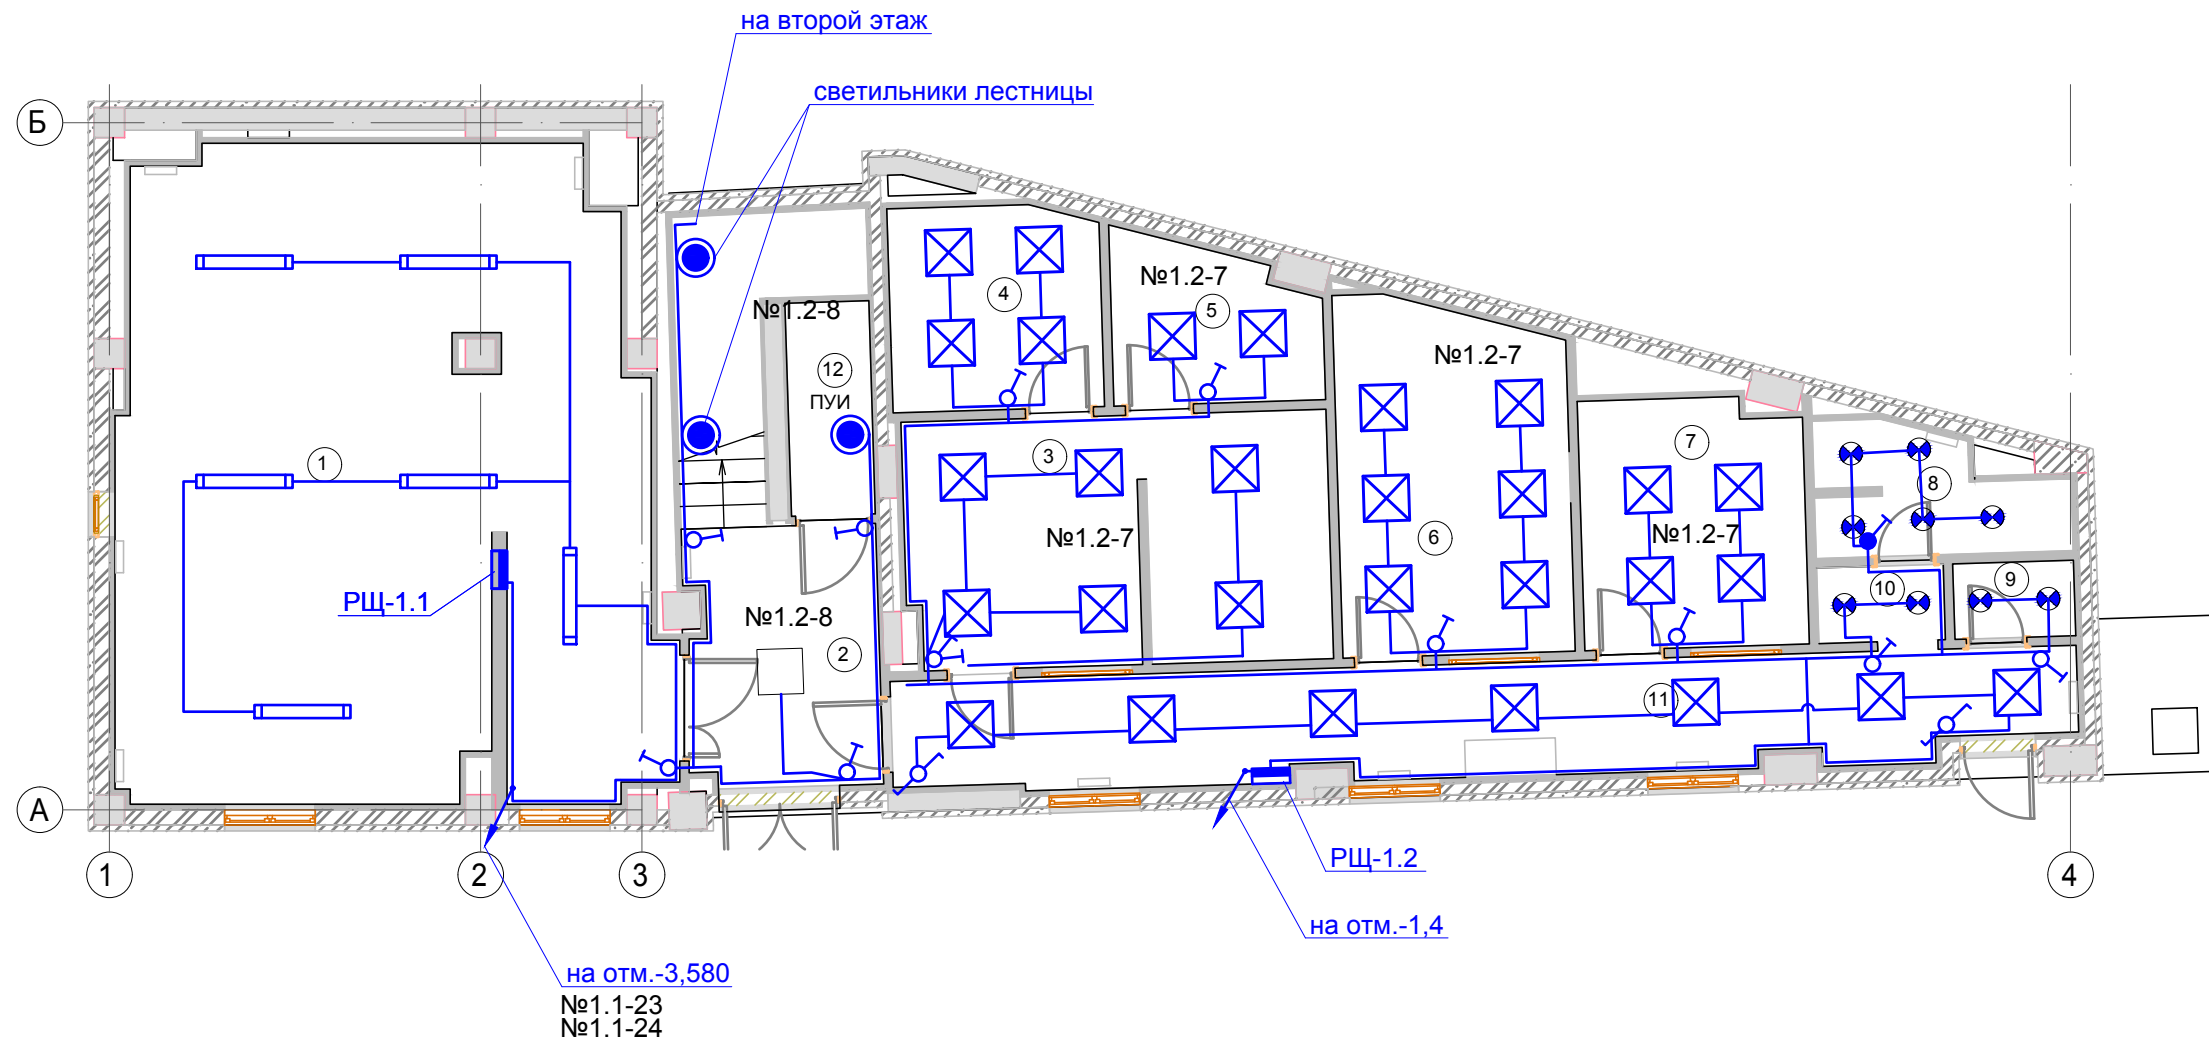 на второй этаж
светильники лестницы
Б
№1.2-7
4
5
№1.2-8
№1.2-7
12
ПУИ
7
3
1
8
№1.2-7
6
№1.2-7
РЩ-1.1
№1.2-8
10
9
2
11
А
1
2
3
РЩ-1.2
4
на отм.-1,4
на отм.-3,580
№1.1-23
№1.1-24